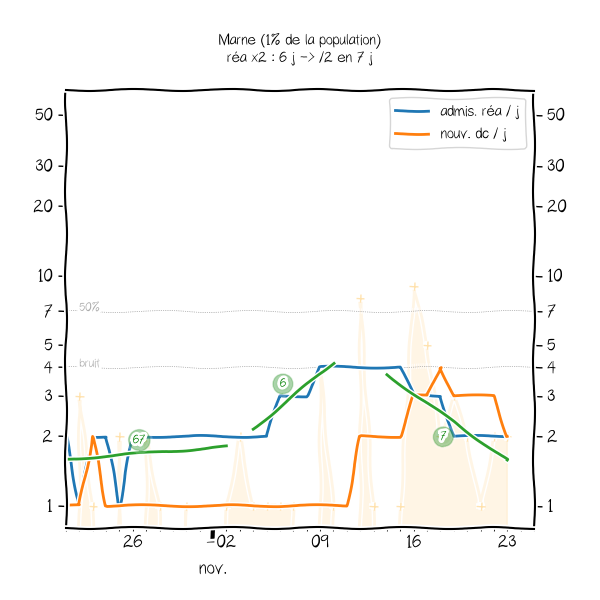 Marne (1% de la population)
réa x2 : 6 j -> /2 en 7 j
admis. réa / j
nouv. dc / j
50 50
30 30
20 20
10 10
7 7
50%
5 5
4 4
bruit
3 3
2 2
1 1
67
6
7
26 02 09 16 23
nov.